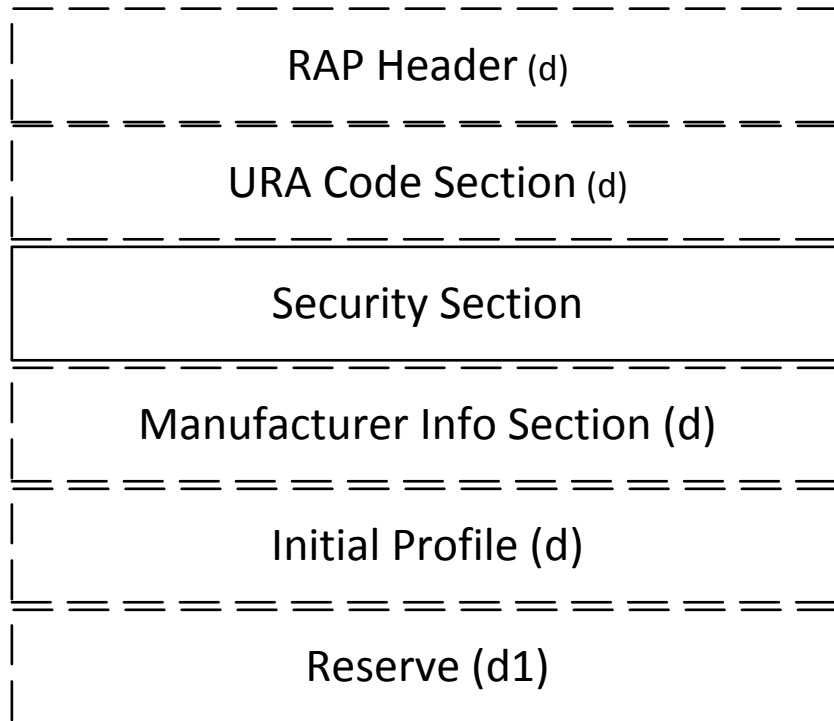 RAP Header (d)
URA Code Section (d)
Security Section
Manufacturer Info Section (d)
Initial Profile (d)
Reserve (d1)